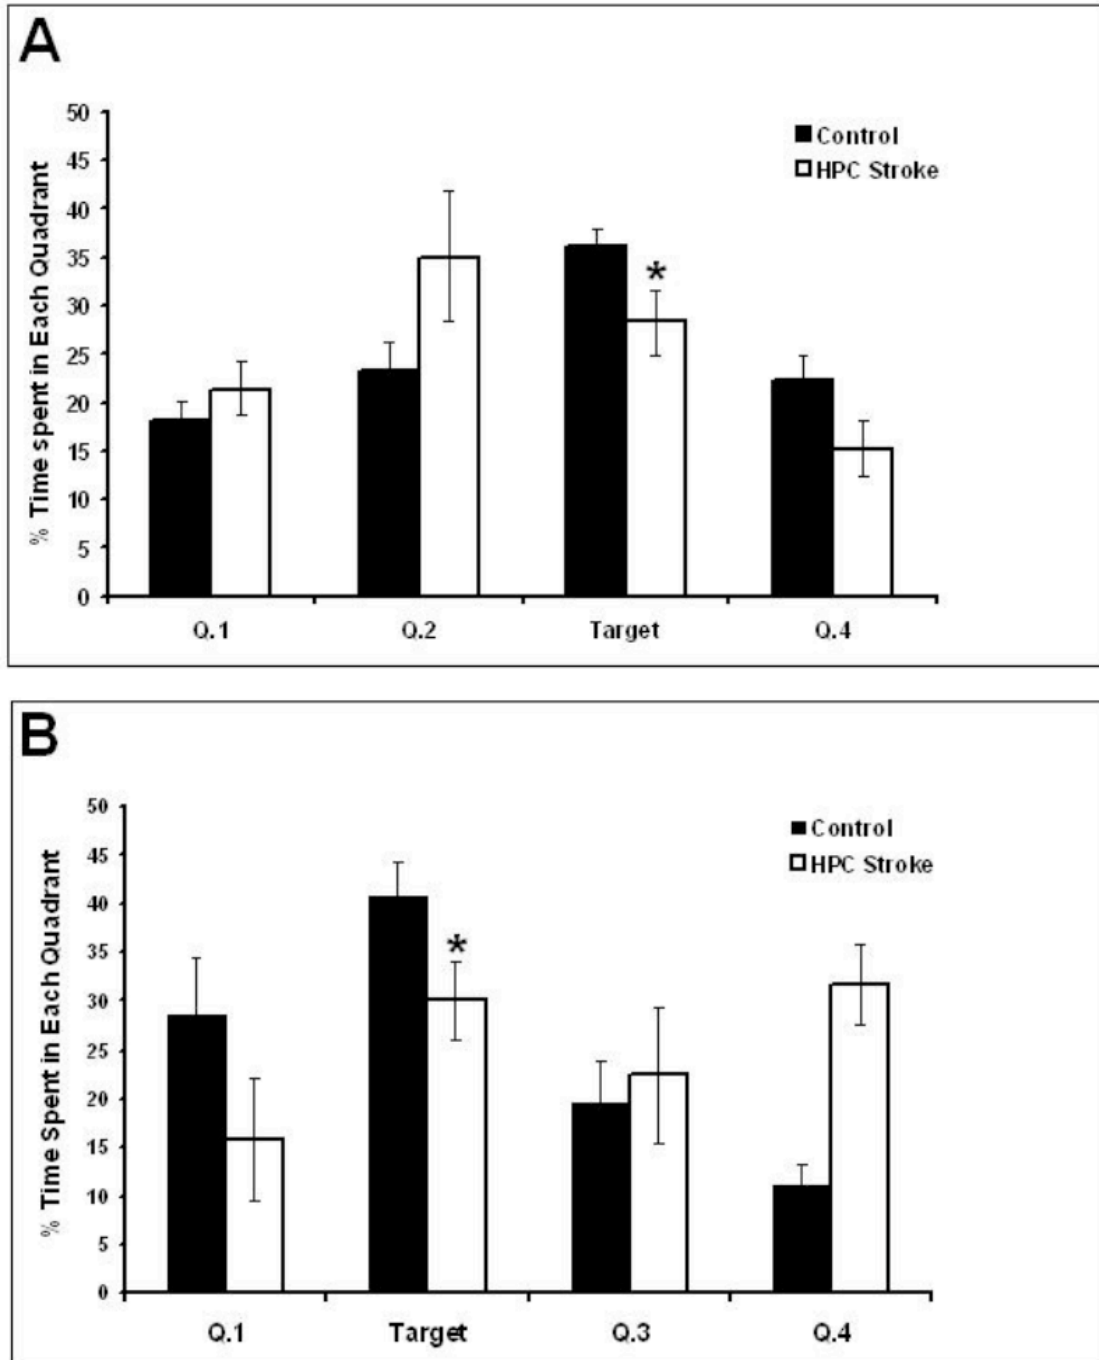 A
50
45
40
35
30
25
20
15
10
5
0
% Time spent in Each Quadrant
Control
HPC Stroke
*
Q.1 Q.2 Target Q.4
B
50
45
40
35
30
25
20
15
10
5
0
% Time Spent in Each Quadrant
Control
HPC Stroke
*
Q.1 Target Q.3 Q.4